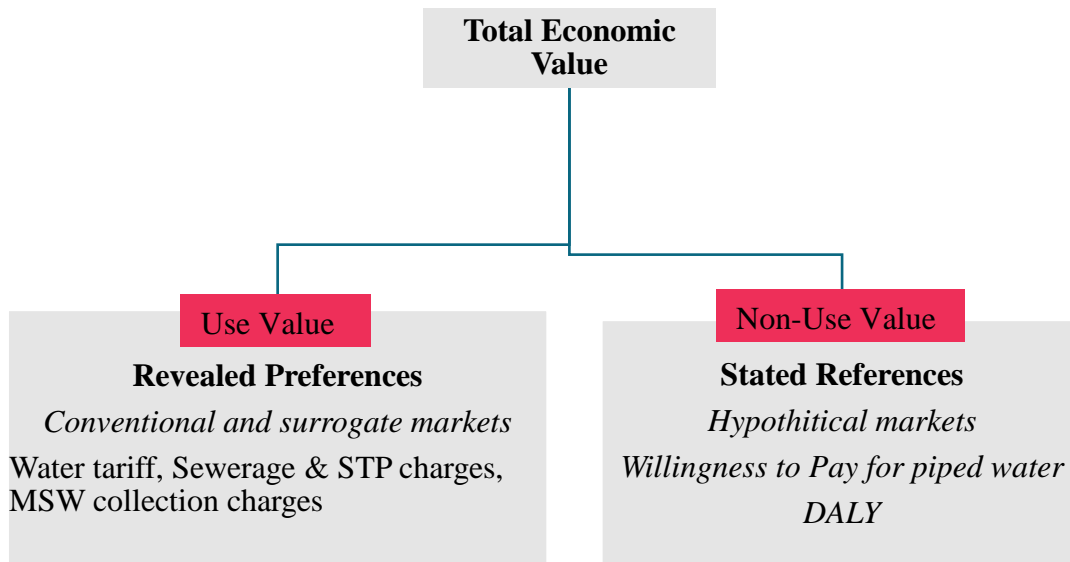 Total Economic
Value
Use Value
Revealed Preferences
Conventional and surrogate markets
Water tariff, Sewerage & STP charges,
MSW collection charges
Non-Use Value
Stated References
Hypothitical markets
Willingness to Pay for piped water
DALY